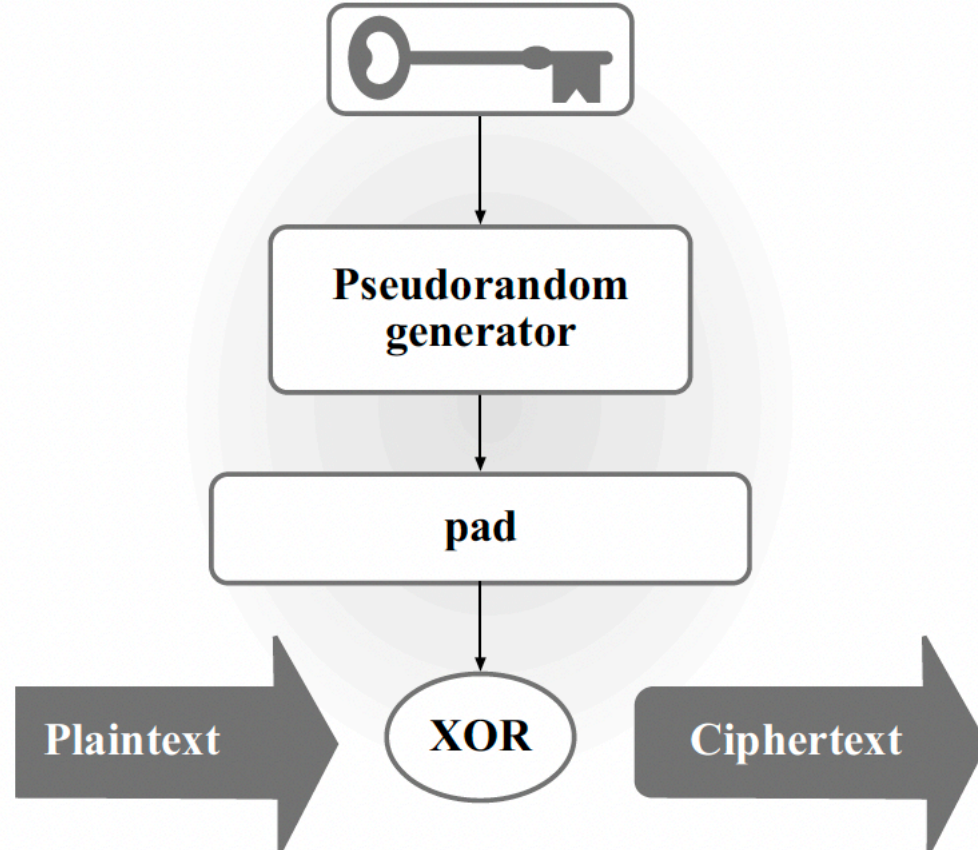 Pseudorandom
generator
pad
Plaintext
XOR
Ciphertext